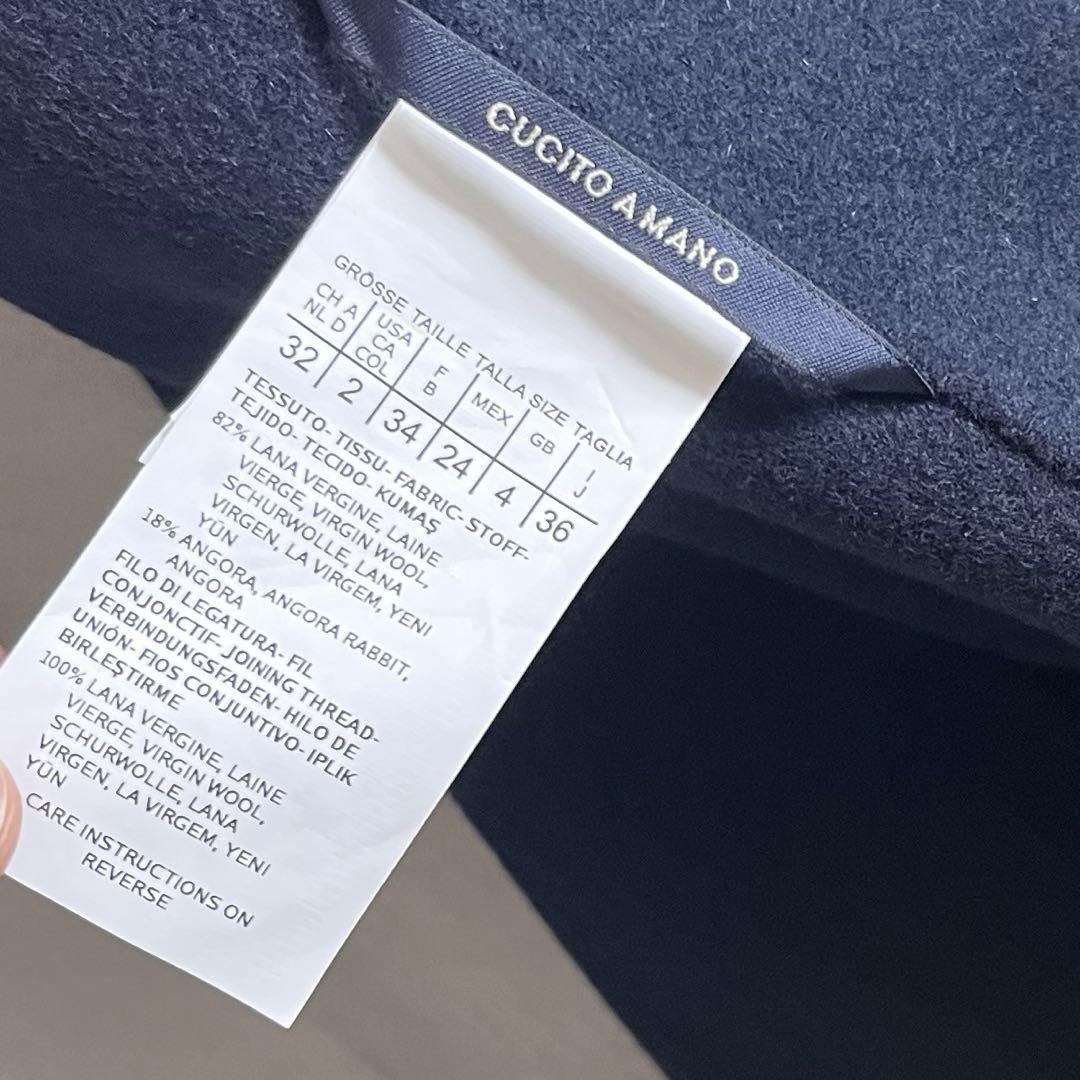 CUCITO A MANO
GRÖSSE TAILLE TALLA SIZE TAGLIA
CH A USA F MEX GB I
NL D CA B J
COL
32 2 34 24 4 36
TESSUTO- TISSU- FABRIC- STOFF-
TEJIDO- TECIDO- KUMAŞ
82% LANA VERGINE, LAINE
VIERGE, VIRGIN WOOL,
SCHURWOLLE, LANA
VIRGEN, LA VIRGEM, YENI
YÜN
18% ANGORA, ANGORA RABBIT,
ANGORA
FILO DI LEGATURA- FIL
CONJONCTIF- JOINING THREAD-
VERBINDUNGSFADEN- HILO DE
UNIÓN- FIOS CONJUNTIVO- IPLIK
BIRLEŞTIRME
100% LANA VERGINE, LAINE
VIERGE, VIRGIN WOOL,
SCHURWOLLE, LANA
VIRGEN, LA VIRGEM, YENI
YÜN
CARE INSTRUCTIONS ON
REVERSE